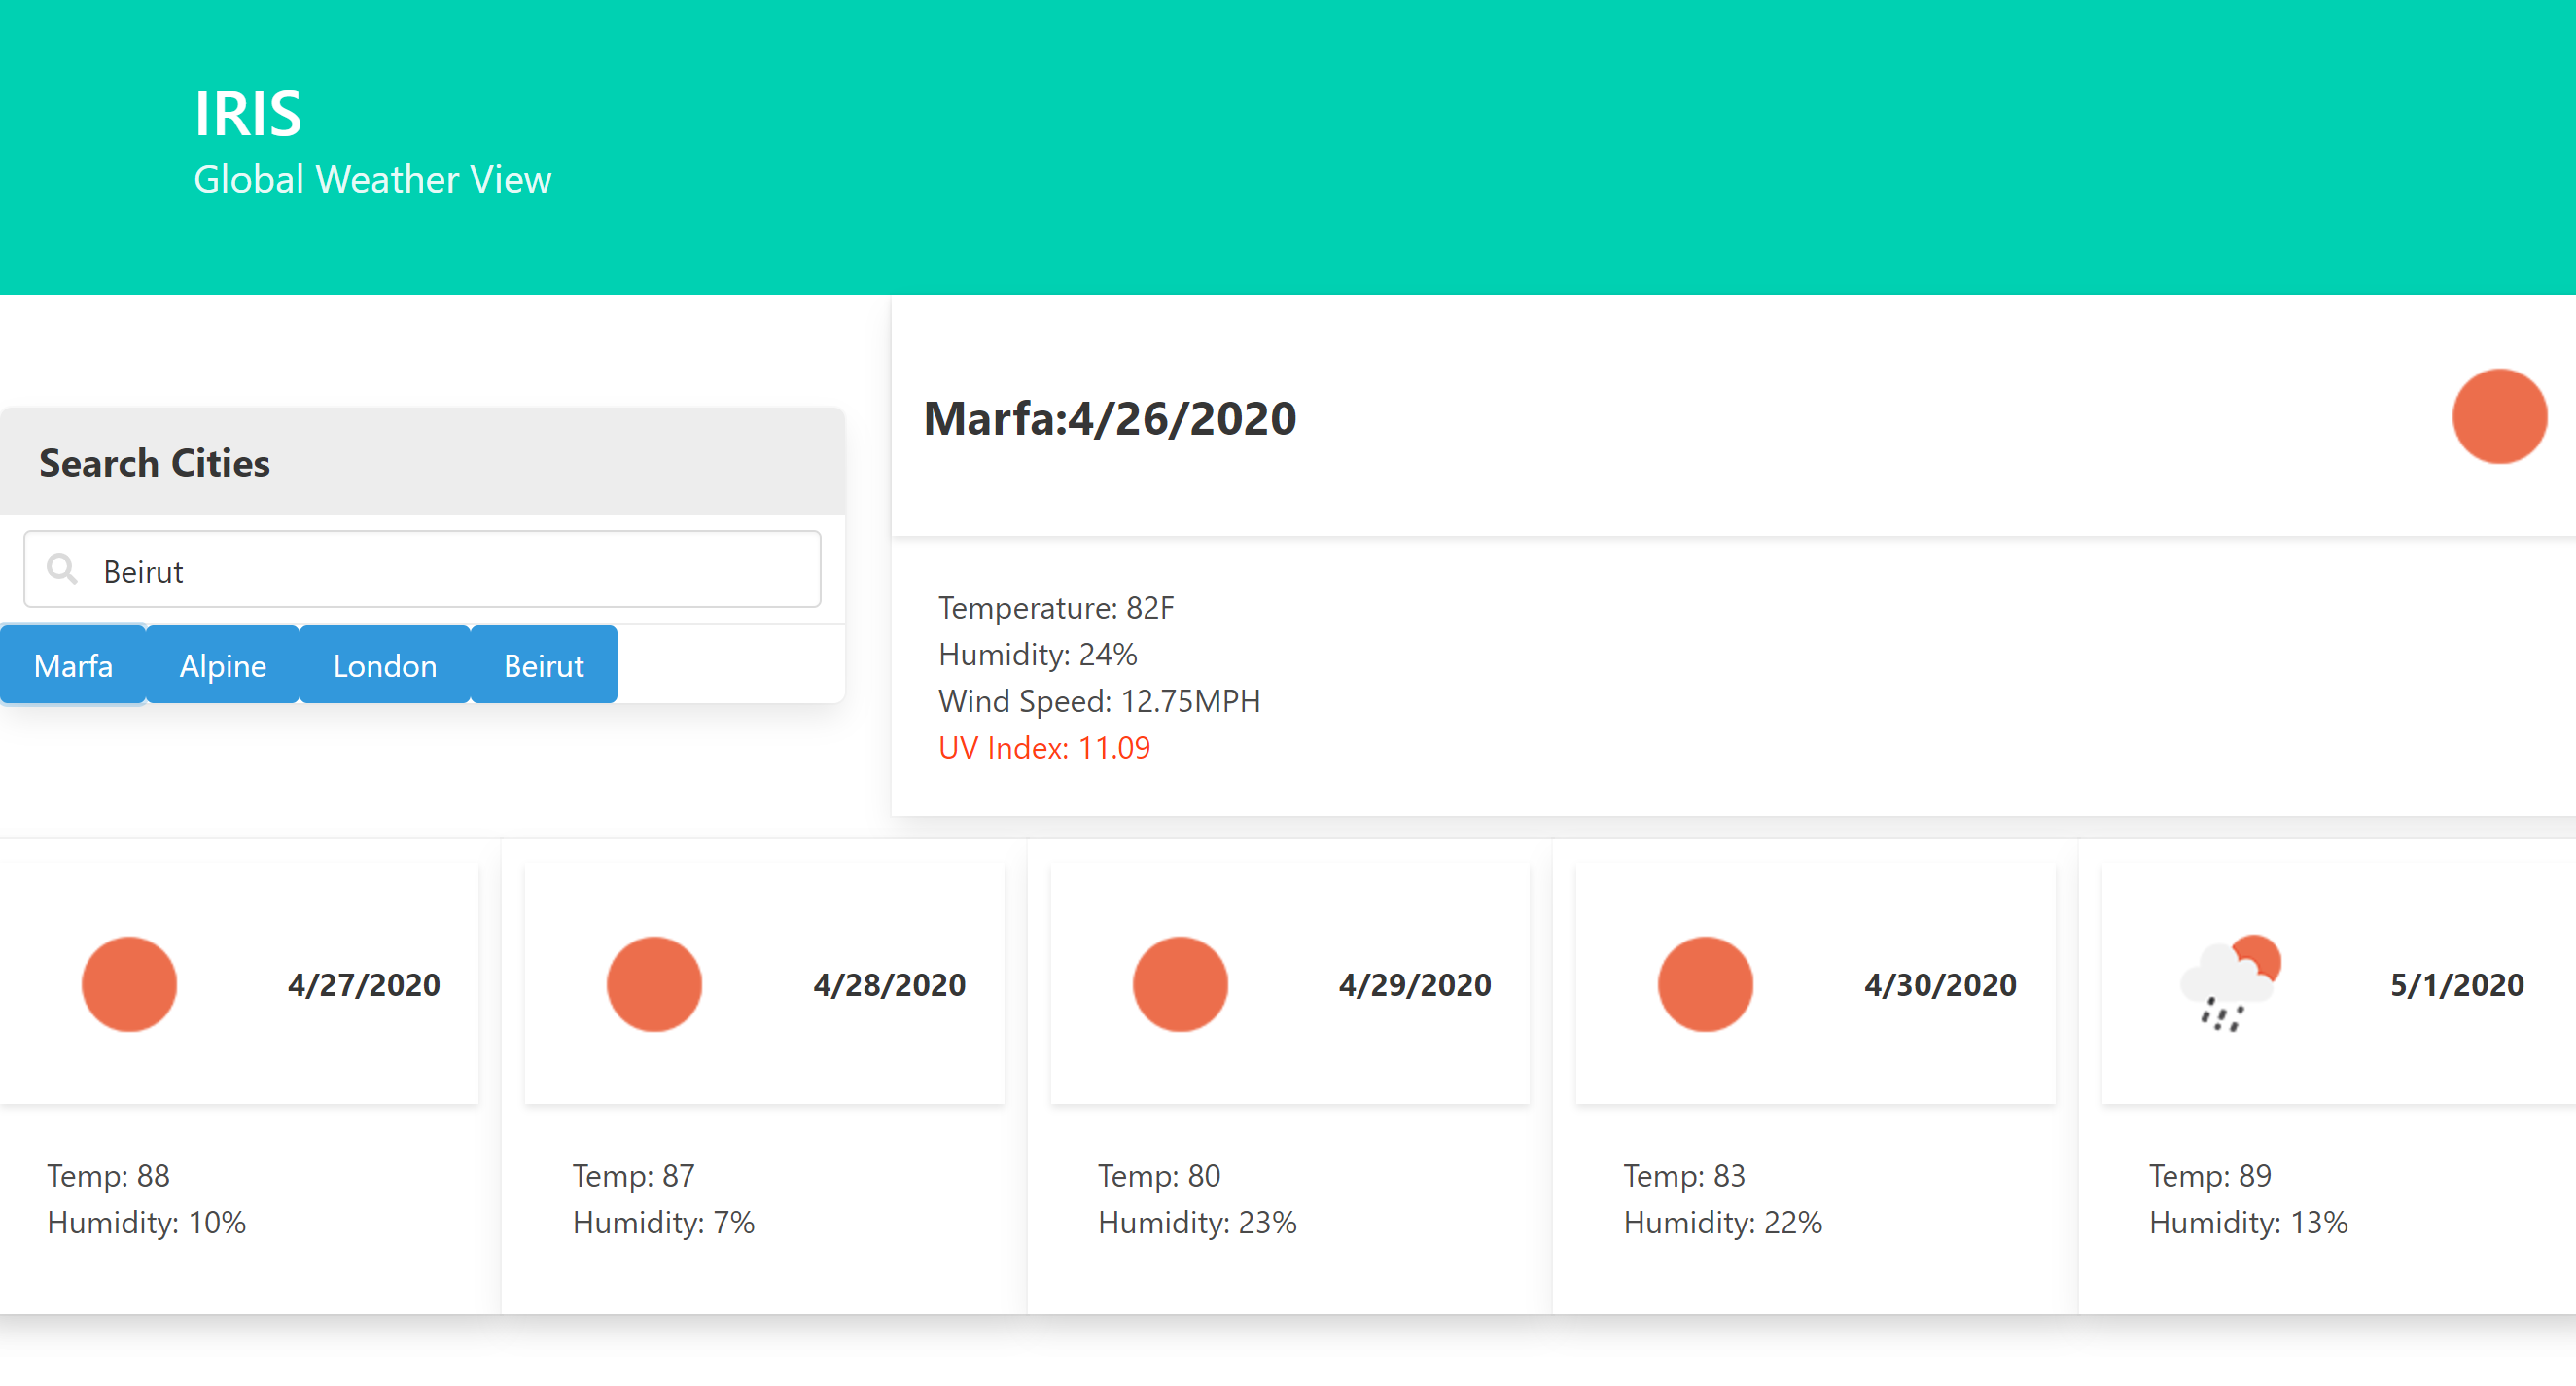 IRIS
Global Weather View
Search Cities
Beirut
Marfa Alpine London Beirut
Marfa:4/26/2020
Temperature: 82F
Humidity: 24%
Wind Speed: 12.75MPH
UV Index: 11.09
4/27/2020
Temp: 88
Humidity: 10%
4/28/2020
Temp: 87
Humidity: 7%
4/29/2020
Temp: 80
Humidity: 23%
4/30/2020
Temp: 83
Humidity: 22%
5/1/2020
Temp: 89
Humidity: 13%